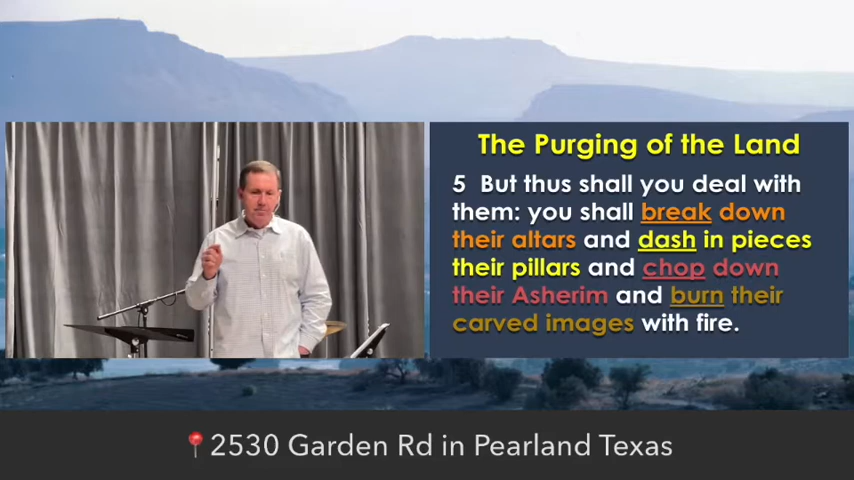 The Purging of the Land
5 But thus shall you deal with
them: you shall break down
their altars and dash in pieces
their pillars and chop down
their Asherim and burn their
carved images with fire.
2530 Garden Rd in Pearland Texas